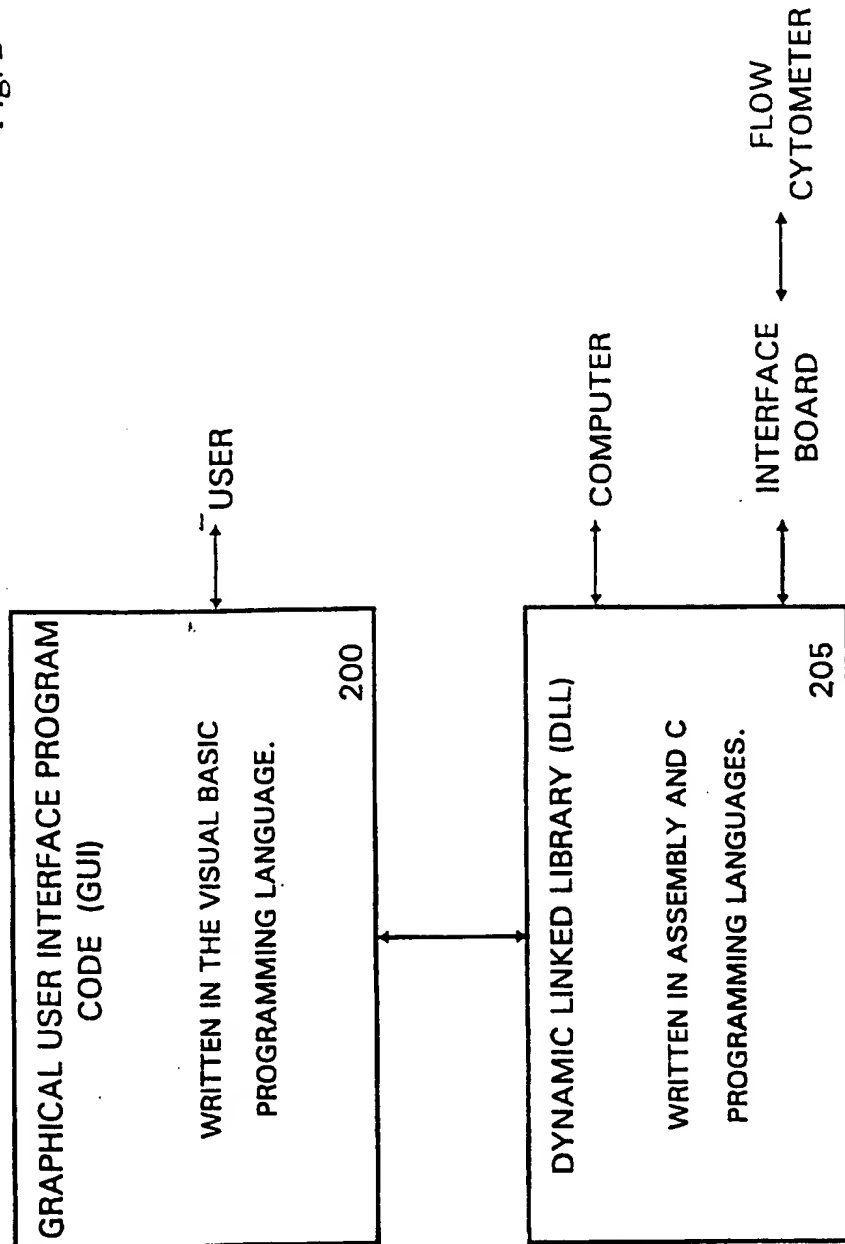 GRAPHICAL USER INTERFACE PROGRAM
CODE (GUI)
WRITTEN IN THE VISUAL BASIC
PROGRAMMING LANGUAGE.
200
USER
DYNAMIC LINKED LIBRARY (DLL)
WRITTEN IN ASSEMBLY AND C
PROGRAMMING LANGUAGES.
205
COMPUTER
INTERFACE
BOARD
FLOW
CYTOMETER